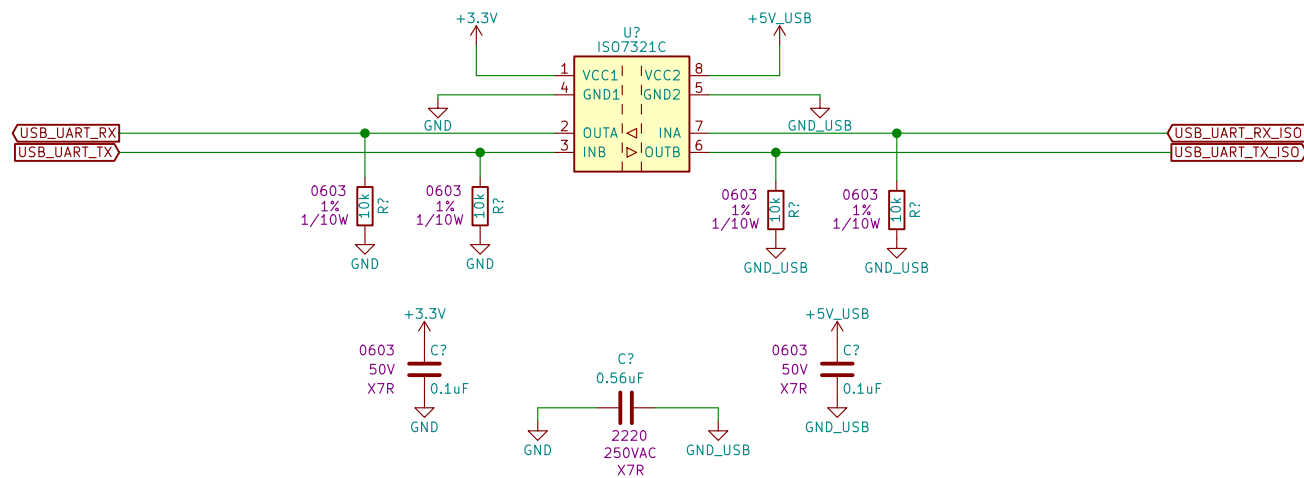 +3.3V
+5V_USB
U?
ISO7321C
1 VCC1 VCC2 8
4 GND1 GND2 5
GND
GND_USB
USB_UART_RX 2 OUTA INA 7 USB_UART_RX_ISO
USB_UART_TX 3 INB OUTB 6 USB_UART_TX_ISO
0603
1%
1/10W
10k
R?
GND
0603
1%
1/10W
10k
R?
GND
0603
1%
1/10W
10k
R?
GND_USB
0603
1%
1/10W
10k
R?
GND_USB
+3.3V
0603
50V
X7R
C?
0.1uF
GND
C?
0.56uF
GND
2220
250VAC
X7R
GND_USB
+5V_USB
0603
50V
X7R
C?
0.1uF
GND_USB